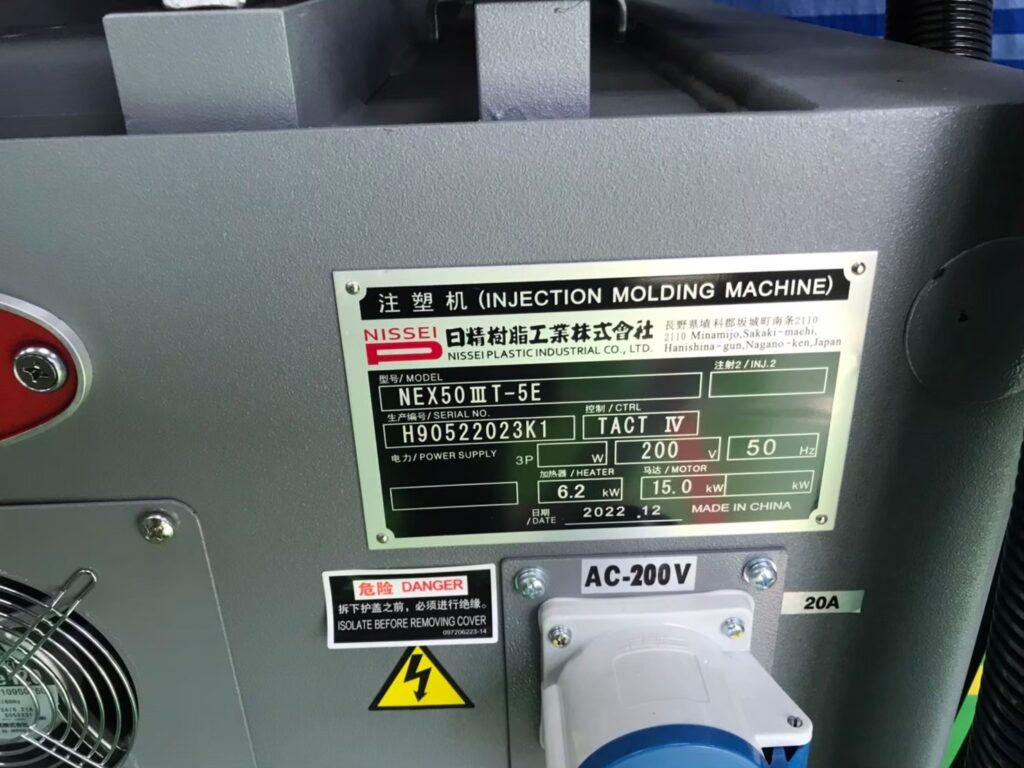 注塑机 (INJECTION MOLDING MACHINE)
NISSEI
日精樹脂工業株式會社
NISSEI PLASTIC INDUSTRIAL CO., LTD.
長野県埴科郡坂城町南条2110
2110 Minamijo, Sakaki-machi,
Hanishina-gun, Nagano-ken, Japan
型号/ MODEL
NEX50ⅢT-5E
注射2/ INJ.2
生产编号/ SERIAL NO.
H90522023K1
控制/ CTRL
TACT Ⅳ
电力/ POWER SUPPLY
3P W 200 V 50 Hz
加热器/ HEATER
6.2 kW
马达/ MOTOR
15.0 kW kW
日期
/DATE 2022 .12
MADE IN CHINA
危险 DANGER
拆下护盖之前，必须进行绝缘。
ISOLATE BEFORE REMOVING COVER
097206223-14
AC-200V
20A